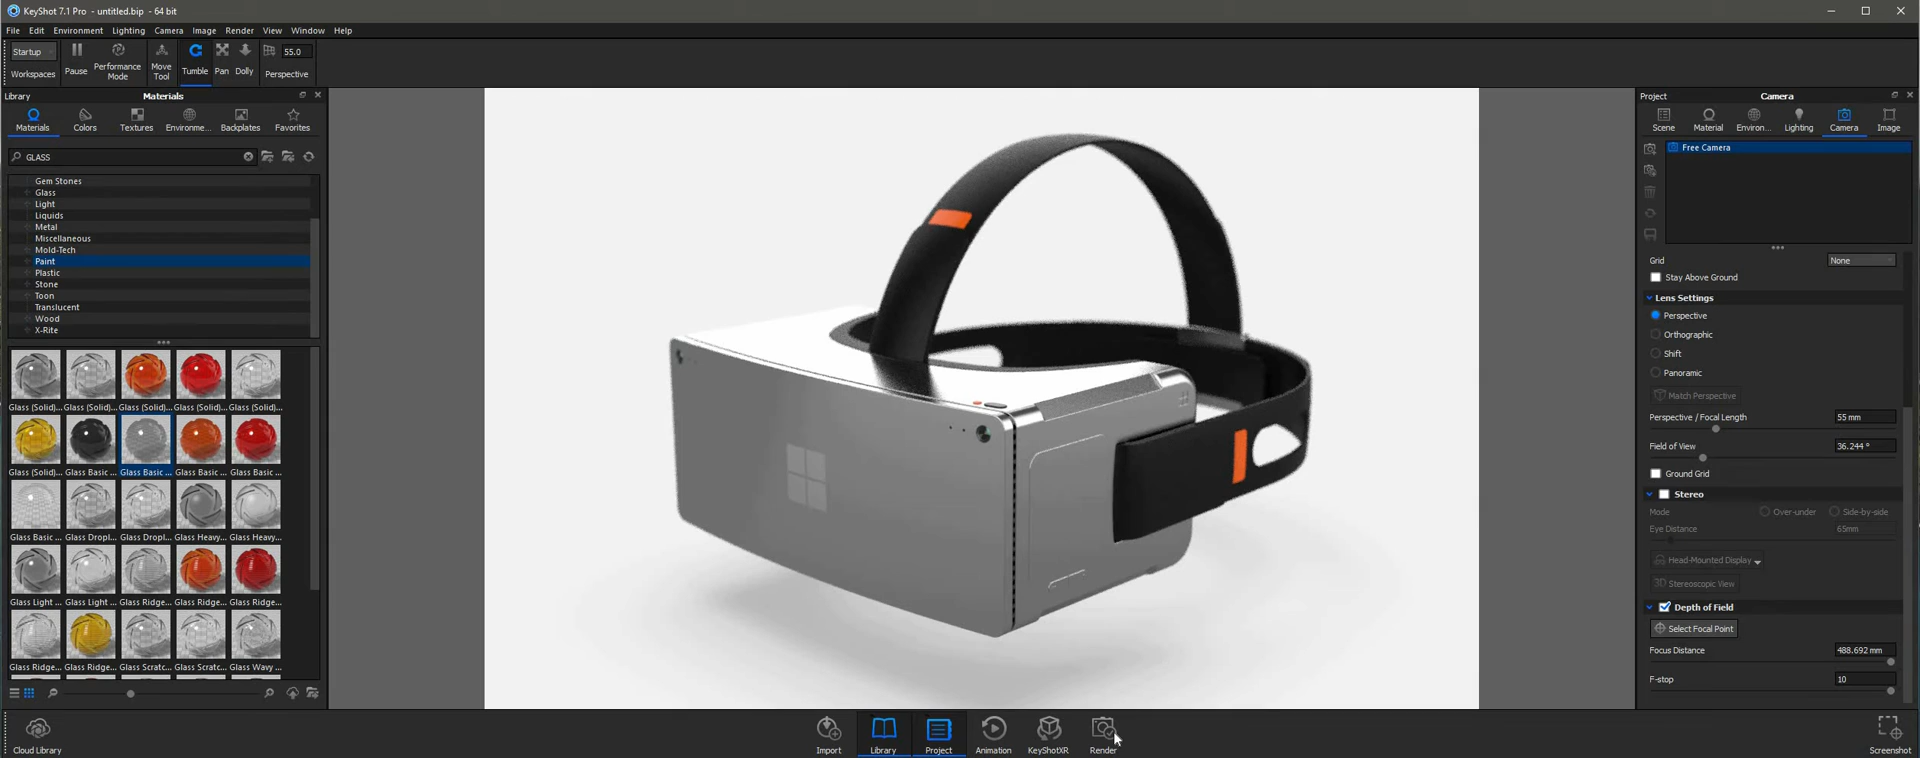 KeyShot 7.1 Pro - untitled.bip - 64 bit
File Edit Environment Lighting Camera Image Render View Window Help
Startup
Workspaces
Pause
Performance Mode
Move Tool
Tumble
Pan
Dolly
55.0
Perspective
Library
Materials
Materials Colors Textures Environme... Backplates Favorites
GLASS
Gem Stones
Glass
Light
Liquids
Metal
Miscellaneous
Mold-Tech
Paint
Plastic
Stone
Toon
Translucent
Wood
X-Rite
Glass (Solid)... Glass (Solid)... Glass (Solid)... Glass (Solid)... Glass (Solid)...
Glass (Solid)... Glass Basic ... Glass Basic ... Glass Basic ... Glass Basic ...
Glass Basic ... Glass Dropl... Glass Dropl... Glass Heavy... Glass Heavy...
Glass Light ... Glass Light ... Glass Ridge... Glass Ridge... Glass Ridge...
Glass Ridge... Glass Ridge... Glass Scratc... Glass Scratc... Glass Wavy ...
Project
Camera
Scene Material Environ... Lighting Camera Image
Free Camera
Grid None
Stay Above Ground
Lens Settings
Perspective
Orthographic
Shift
Panoramic
Match Perspective
Perspective / Focal Length 55 mm
Field of View 36.244 °
Ground Grid
Stereo
Mode Over-under Side-by-side
Eye Distance 65mm
Head-Mounted Display
3D Stereoscopic View
Depth of Field
Select Focal Point
Focus Distance 488.692 mm
F-stop 10
Cloud Library
Import Library Project Animation KeyShotXR Render
Screenshot